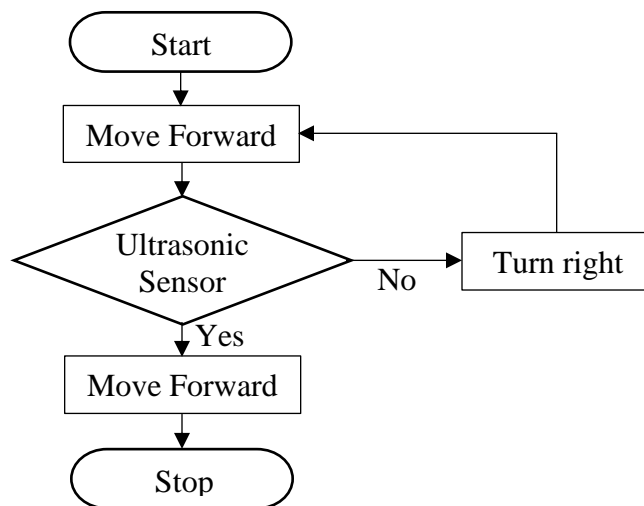 Start
Move Forward
Ultrasonic
Sensor
No
Turn right
Yes
Move Forward
Stop